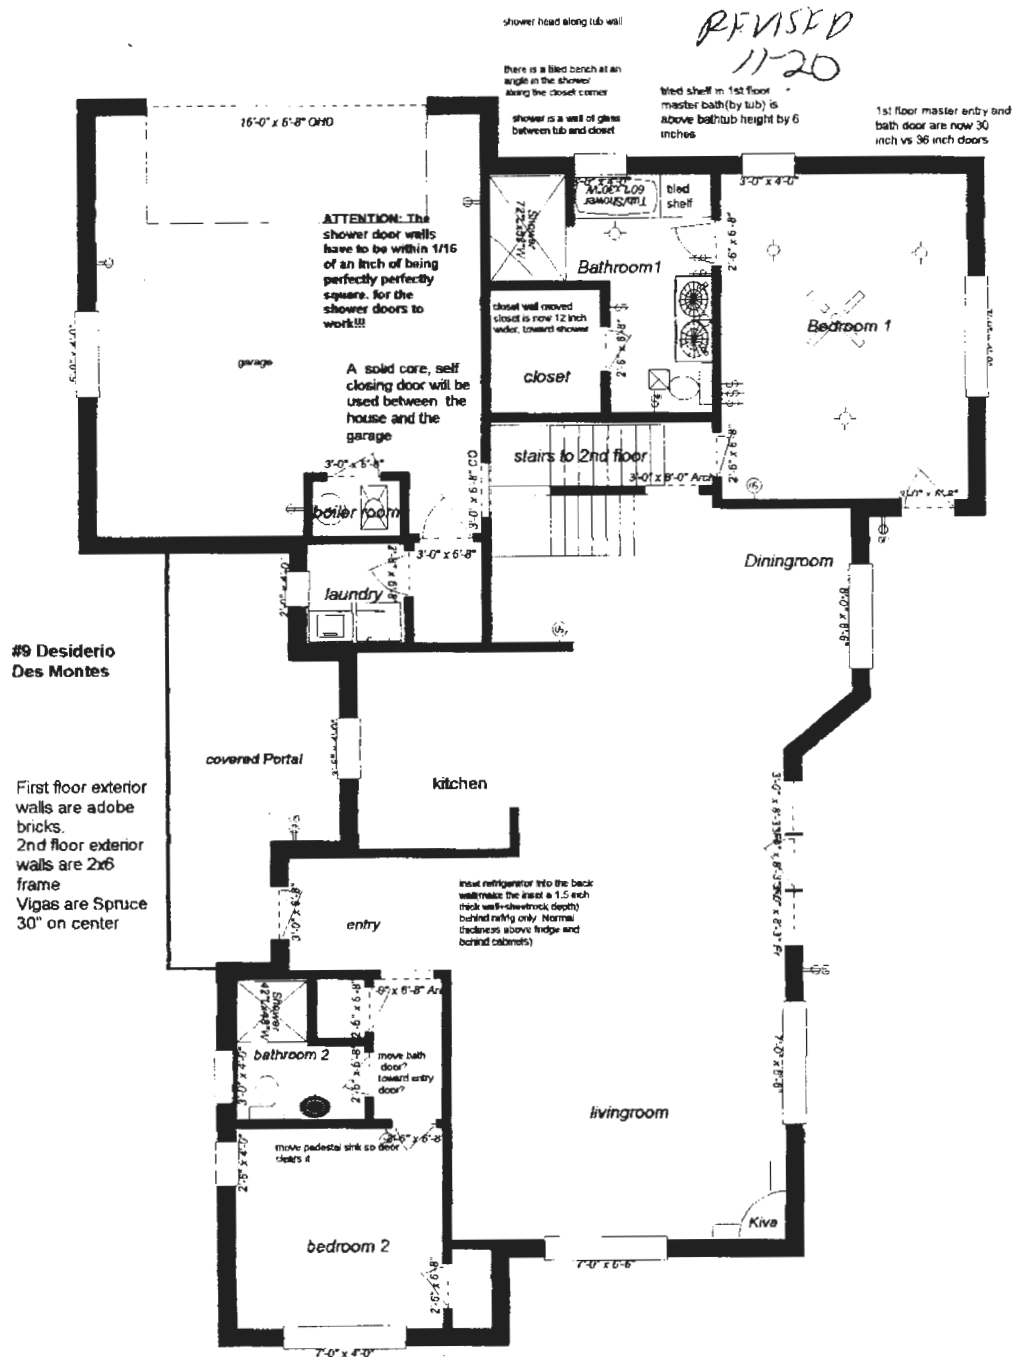 shower head along tub wall
REVISED
11-20
there is a tiled bench at an
angle in the shower
along the closet corner
shower is a wall of glass
between tub and closet
tiled shelf in 1st floor
master bath(by tub) is
above bathtub height by 6
inches
1st floor master entry and
bath door are now 30
inch vs 36 inch doors
16'-0" x 6'-8" OHD
3'-0" x 4'-0"
60"L x30"W
Tub/Shower
tiled
shelf
Shower
2'-6" x 6'-8"
Bathroom1
ATTENTION: The
shower door walls
have to be within 1/16
of an inch of being
perfectly perfectly
square. for the
shower doors to
work!!!
closet wall moved
closet is now 12 inch
wider, toward shower
2'-6" x 6'-8"
closet
Bedroom 1
garage
A solid core, self
closing door will be
used between the
house and the
garage
3'-0" x 6'-8"
boiler room
3'-0" x 6'-8" CO
stairs to 2nd floor
3'-0" x 8'-0" Arch
2'-6" x 6'-8"
3'-0" x 6'-8"
3'-0" x 6'-8"
laundry
2'-0" x 4'-0"
Diningroom
#9 Desiderio
Des Montes
covered Portal
kitchen
First floor exterior
walls are adobe
bricks.
2nd floor exterior
walls are 2x6
frame
Vigas are Spruce
30" on center
inset refrigerator into the back
wall(make the inset a 1.5 inch
thick wall+sheetrock depth)
behind refrig only Normal
thickness above fridge and
behind cabinets)
entry
3'-0" x 6'-8"
Shower
42"L x48"W
2'-6" x 6'-8"
bathroom 2
3'-0" x 4'-0"
2'-6" x 6'-8"
move bath
door?
toward entry
door?
7'-0" x 6'-6"
livingroom
move pedestal sink so door
clears it
2'-6" x 4'-0"
bedroom 2
2'-6" x 6'-8"
Kiva
7'-0" x 6'-6"
7'-0" x 4'-0"